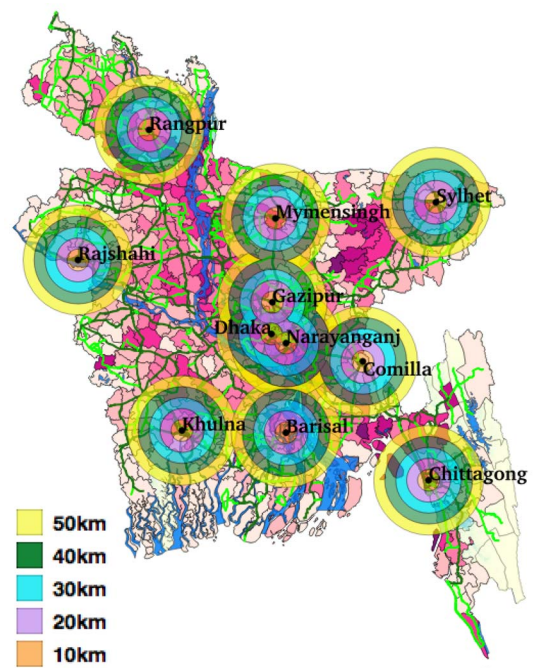 Rangpur
Sylhet
Mymensingh
Rajshahi
Gazipur
Dhaka
Narayanganj
Comilla
Khulna
Barisal
Chittagong
50km
40km
30km
20km
10km